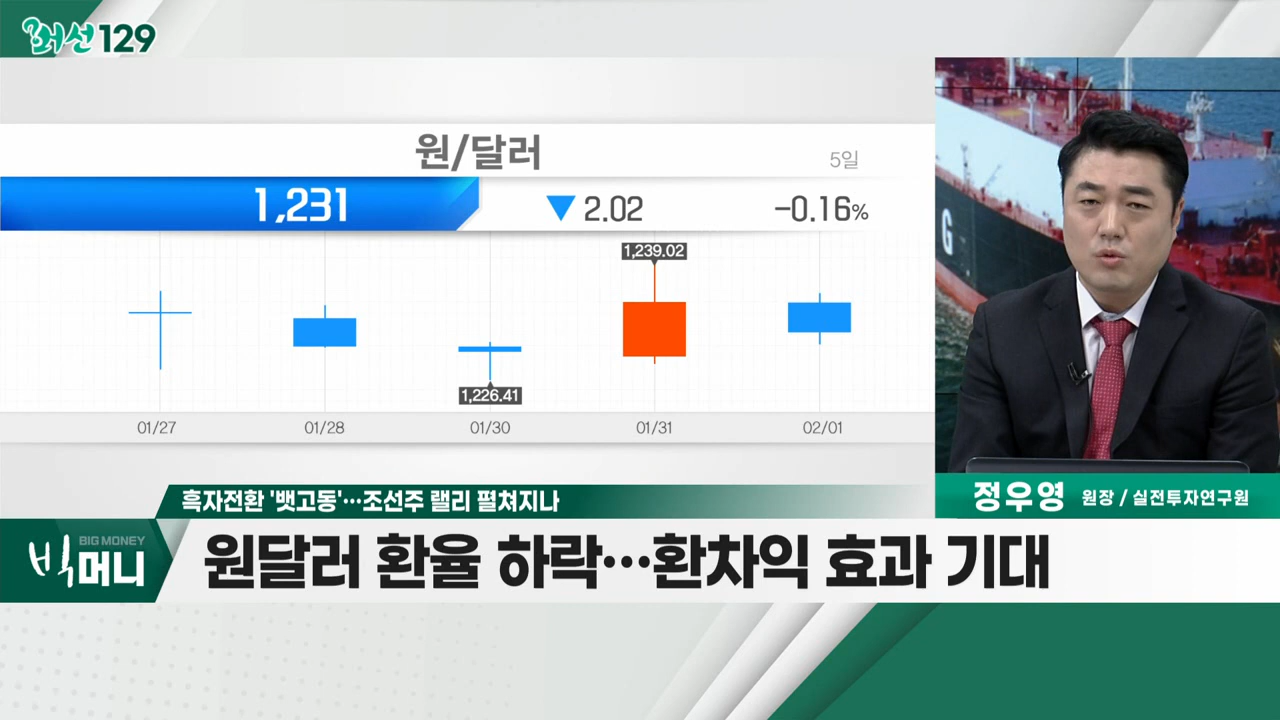 머선129
원/달러
5일
1,231
▼2.02
-0.16%
1,239.02
1,226.41
01/27
01/28
01/30
01/31
02/01
G
정우영 원장 / 실전투자연구원
흑자전환 '뱃고동'…조선주 랠리 펼쳐지나
BIG MONEY
빅머니
원달러 환율 하락…환차익 효과 기대